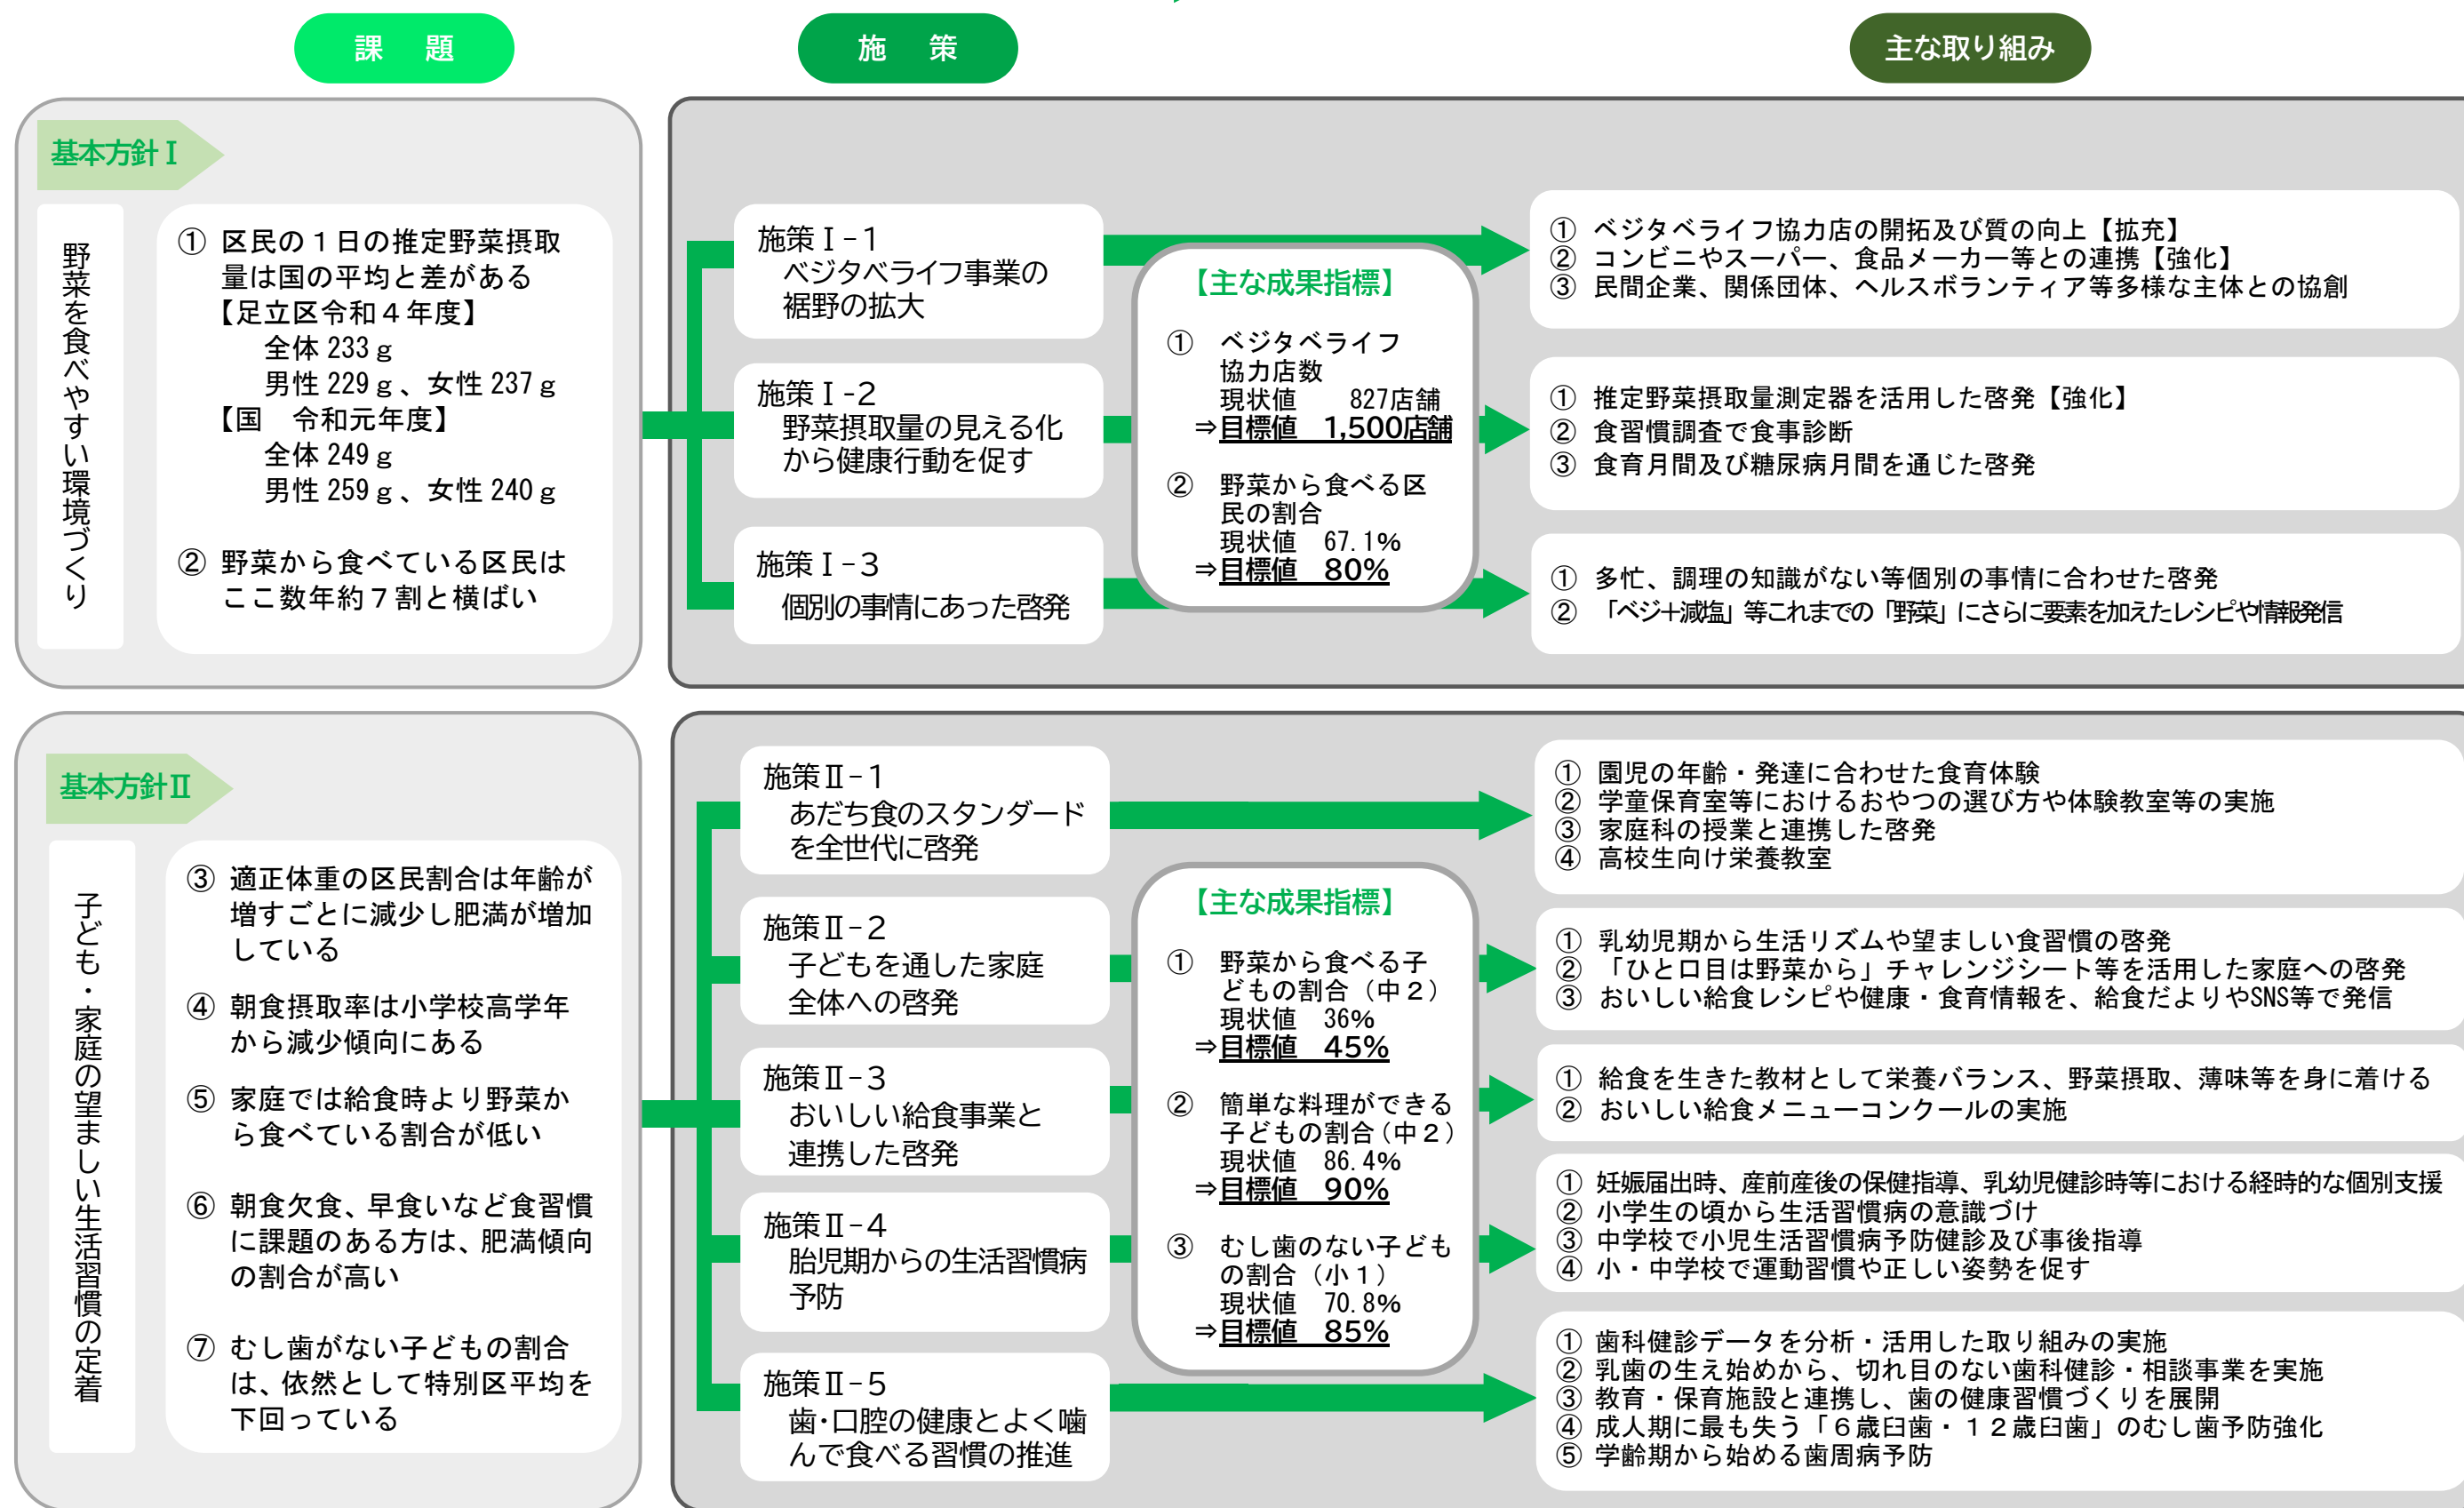 課 題
施 策
主な取り組み
基本方針Ⅰ
野菜を食べやすい環境づくり
① 区民の１日の推定野菜摂取
量は国の平均と差がある
【足立区令和４年度】
全体 233ｇ
男性 229ｇ、女性 237ｇ
【国　令和元年度】
全体 249ｇ
男性 259ｇ、女性 240ｇ
② 野菜から食べている区民は
ここ数年約７割と横ばい
施策Ⅰ-１
ベジタベライフ事業の
裾野の拡大
施策Ⅰ-2
野菜摂取量の見える化
から健康行動を促す
施策Ⅰ-3
個別の事情にあった啓発
【主な成果指標】
① ベジタベライフ
協力店数
現状値　827店舗
⇒目標値　1,500店舗
② 野菜から食べる区
民の割合
現状値　67.1％
⇒目標値　80％
① ベジタベライフ協力店の開拓及び質の向上【拡充】
② コンビニやスーパー、食品メーカー等との連携【強化】
③ 民間企業、関係団体、ヘルスボランティア等多様な主体との協創
① 推定野菜摂取量測定器を活用した啓発【強化】
② 食習慣調査で食事診断
③ 食育月間及び糖尿病月間を通じた啓発
① 多忙、調理の知識がない等個別の事情に合わせた啓発
② 「ベジ＋減塩」等これまでの「野菜」にさらに要素を加えたレシピや情報発信
基本方針Ⅱ
子ども・家庭の望ましい生活習慣の定着
③ 適正体重の区民割合は年齢が
増すごとに減少し肥満が増加
している
④ 朝食摂取率は小学校高学年
から減少傾向にある
⑤ 家庭では給食時より野菜か
ら食べている割合が低い
⑥ 朝食欠食、早食いなど食習慣
に課題のある方は、肥満傾向
の割合が高い
⑦ むし歯がない子どもの割合
は、依然として特別区平均を
下回っている
施策Ⅱ-１
あだち食のスタンダード
を全世代に啓発
施策Ⅱ-２
子どもを通した家庭
全体への啓発
施策Ⅱ-３
おいしい給食事業と
連携した啓発
施策Ⅱ-４
胎児期からの生活習慣病
予防
施策Ⅱ-５
歯・口腔の健康とよく噛
んで食べる習慣の推進
【主な成果指標】
① 野菜から食べる子
どもの割合（中２）
現状値　36％
⇒目標値　45％
② 簡単な料理ができる
子どもの割合（中２）
現状値　86.4％
⇒目標値　90％
③ むし歯のない子ども
の割合（小１）
現状値　70.8％
⇒目標値　85％
① 園児の年齢・発達に合わせた食育体験
② 学童保育室等におけるおやつの選び方や体験教室等の実施
③ 家庭科の授業と連携した啓発
④ 高校生向け栄養教室
① 乳幼児期から生活リズムや望ましい食習慣の啓発
② 「ひと口目は野菜から」チャレンジシート等を活用した家庭への啓発
③ おいしい給食レシピや健康・食育情報を、給食だよりやSNS等で発信
① 給食を生きた教材として栄養バランス、野菜摂取、薄味等を身に着ける
② おいしい給食メニューコンクールの実施
① 妊娠届出時、産前産後の保健指導、乳幼児健診時等における経時的な個別支援
② 小学生の頃から生活習慣病の意識づけ
③ 中学校で小児生活習慣病予防健診及び事後指導
④ 小・中学校で運動習慣や正しい姿勢を促す
① 歯科健診データを分析・活用した取り組みの実施
② 乳歯の生え始めから、切れ目のない歯科健診・相談事業を実施
③ 教育・保育施設と連携し、歯の健康習慣づくりを展開
④ 成人期に最も失う「６歳臼歯・１２歳臼歯」のむし歯予防強化
⑤ 学齢期から始める歯周病予防